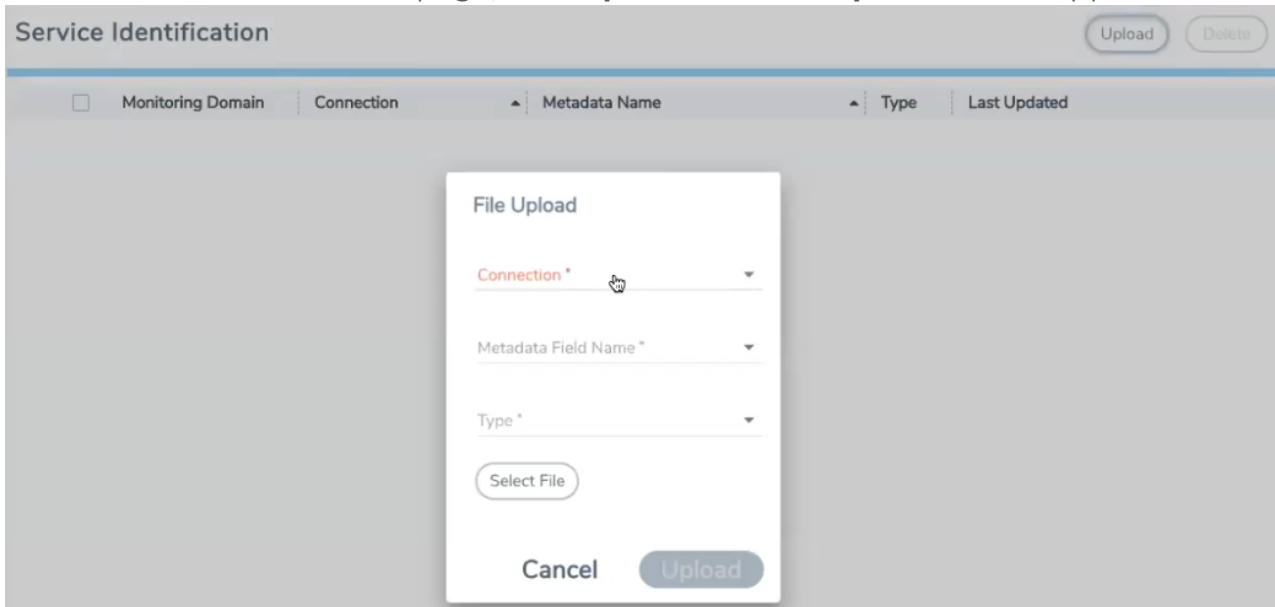 Service Identification
Upload Delete
Monitoring Domain Connection Metadata Name Type Last Updated
File Upload
Connection *
Metadata Field Name *
Type *
Select File
Cancel Upload